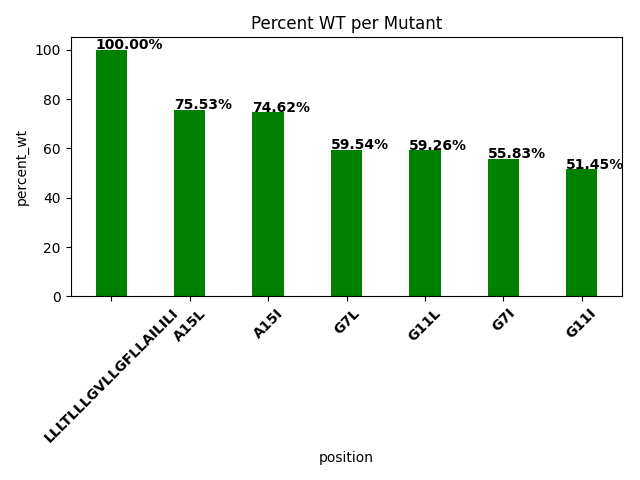 Percent WT per Mutant
percent_wt
100
80
60
40
20
0
100.00%
75.53%
74.62%
59.54%
59.26%
55.83%
51.45%
LLLTLLLGVLLGFLLAILILI
A15L
A15I
G7L
G11L
G7I
G11I
position